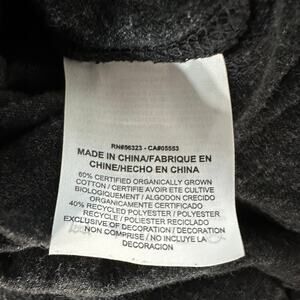 RN#56323 - CA#05553
MADE IN CHINA/FABRIQUE EN
CHINE/HECHO EN CHINA
60% CERTIFIED ORGANICALLY GROWN
COTTON / CERTIFIE AVOIR ETE CULTIVE
BIOLOGIQUEMENT / ALGODON CRECIDO
ORGANICAMENTE CERTIFICADO
40% RECYCLED POLYESTER / POLYESTER
RECYCLE / POLYESTER RECICLADO
EXCLUSIVE OF DECORATION / DECORATION
NON COMPRISE / NO INCLUYE LA
DECORACION